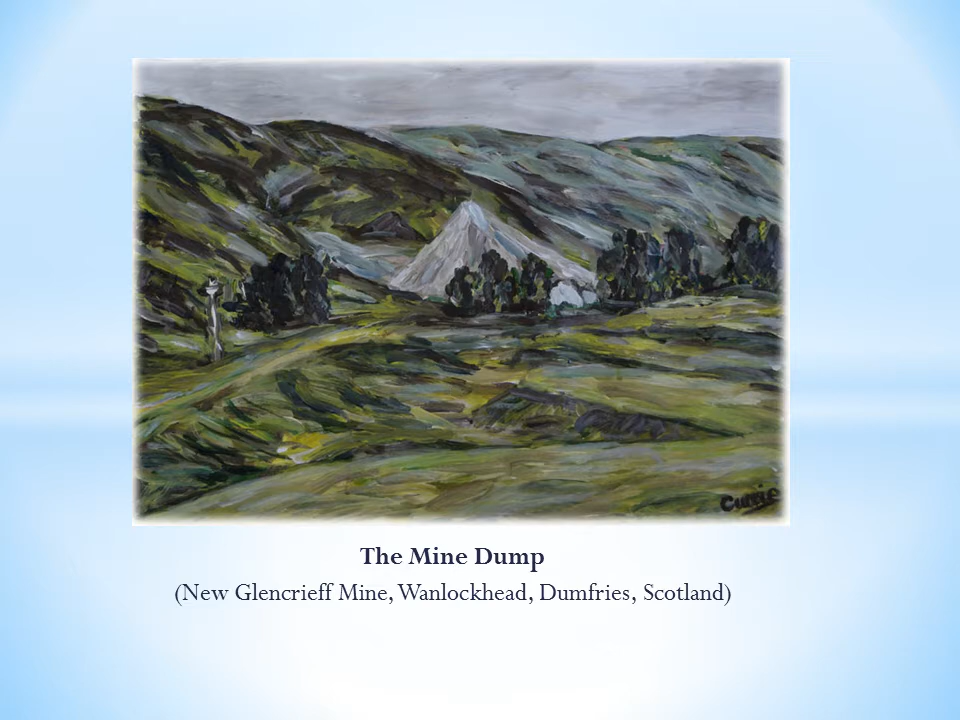 Currie
The Mine Dump
(New Glencrieff Mine, Wanlockhead, Dumfries, Scotland)